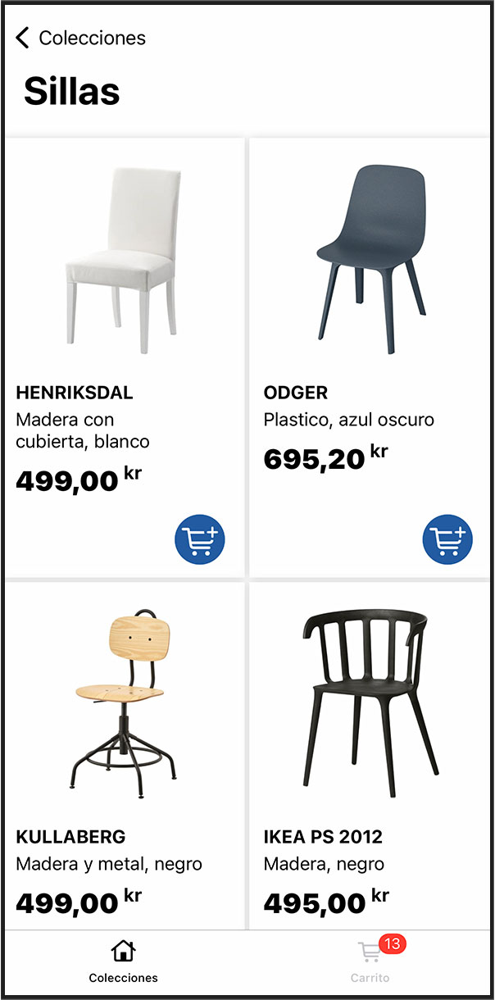 Colecciones
Sillas
HENRIKSDAL
Madera con
cubierta, blanco
499,00 kr
ODGER
Plastico, azul oscuro
695,20 kr
KULLABERG
Madera y metal, negro
499,00 kr
IKEA PS 2012
Madera, negro
495,00 kr
Colecciones
13
Carrito